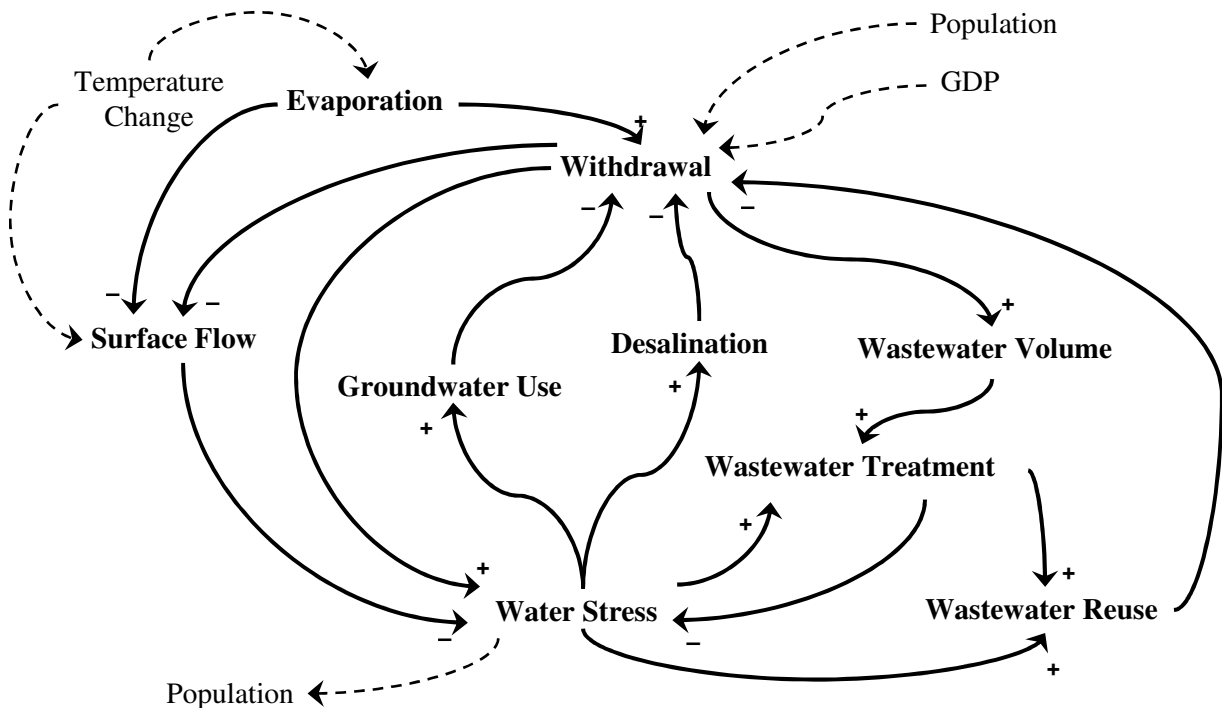 Population
Temperature
Change
GDP
Evaporation
+
Withdrawal
–
–
–
–
–
+
Surface Flow
Desalination
Wastewater Volume
Groundwater Use
+
+
+
Wastewater Treatment
+
+
+
Water Stress
Wastewater Reuse
–
–
+
Population